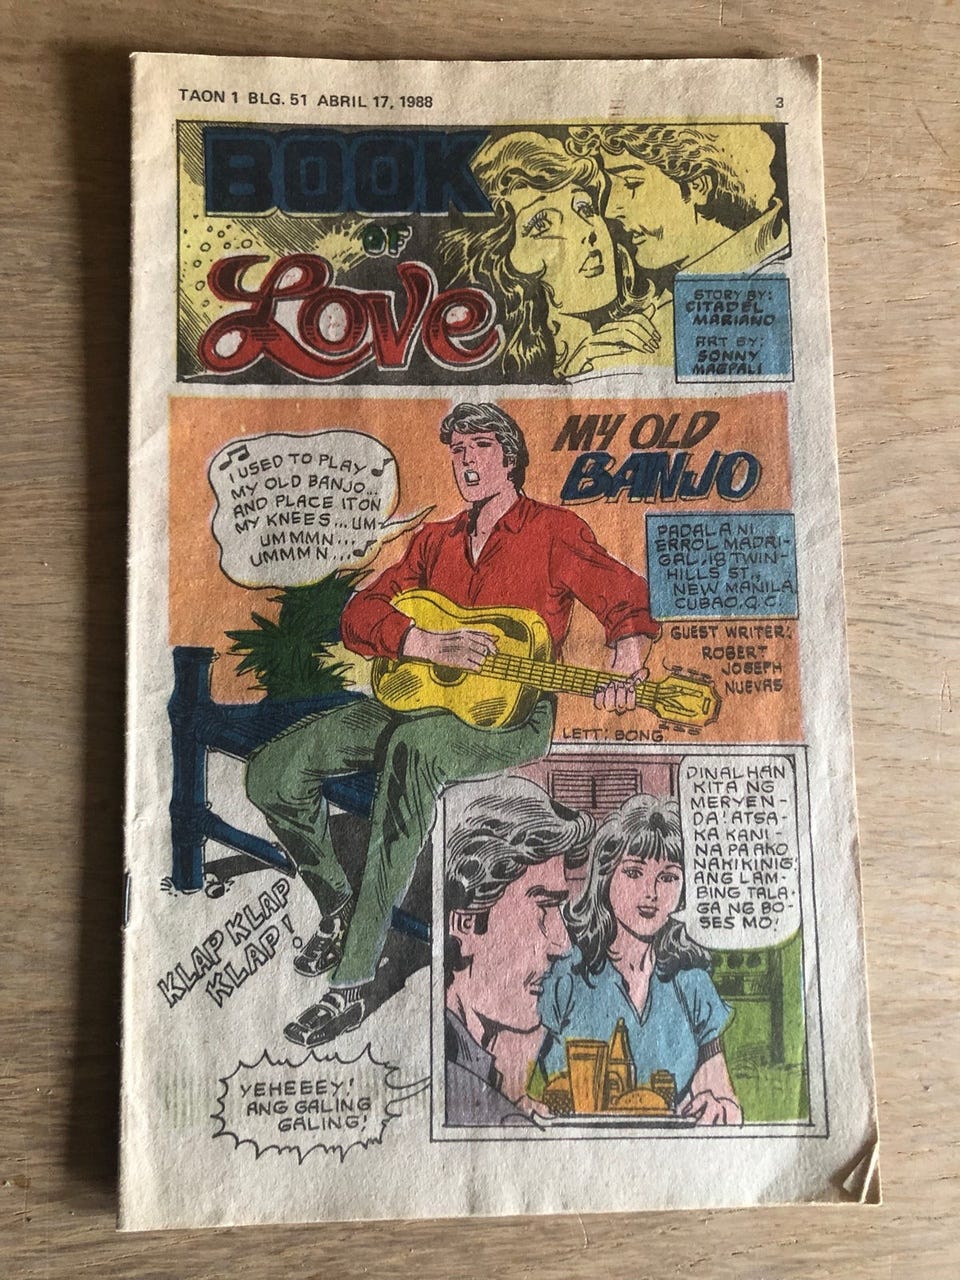 TAON 1 BLG. 51 ABRIL 17, 1988
3
BOOK
OF
Love
STORY BY:
CITADEL
MARIANO
ART BY:
SONNY
MAGPALI
MY OLD
BANJO
I USED TO PLAY
MY OLD BANJO...
AND PLACE IT ON
MY KNEES... UM-
UMMMN...
UMMMN...
PADALA NI
ERROL MADRI-
GAL, 18 TWIN-
HILLS ST.,
NEW MANILA,
CUBAO, Q.C.
GUEST WRITER:
ROBERT
JOSEPH
NUEVAS
LETT: BONG
DINALHAN
KITA NG
MERYEN-
DA! ATSA-
KA KANI-
NA PA AKO
NAKIKINIG!
ANG LAM-
BING TALA-
GA NG BO-
SES MO!
KLAP KLAP
KLAP!
YEHEEEY!
ANG GALING
GALING!